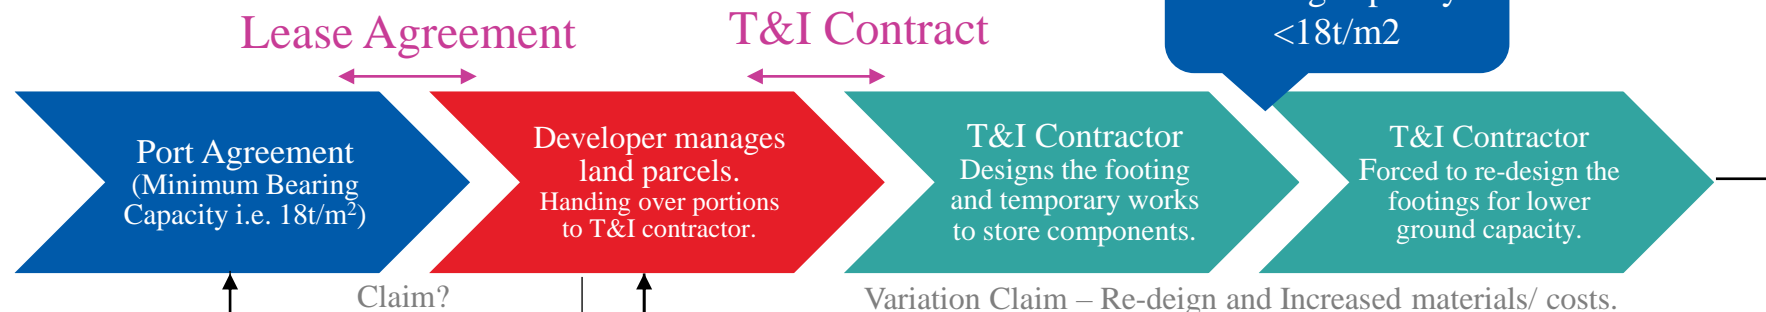 Lease Agreement
T&I Contract
<18t/m2
Port Agreement
(Minimum Bearing
Capacity i.e. 18t/m²)
Developer manages
land parcels.
Handing over portions
to T&I contractor.
T&I Contractor
Designs the footing
and temporary works
to store components.
T&I Contractor
Forced to re-design the
footings for lower
ground capacity.
Claim?
Variation Claim – Re-deign and Increased materials/ costs.